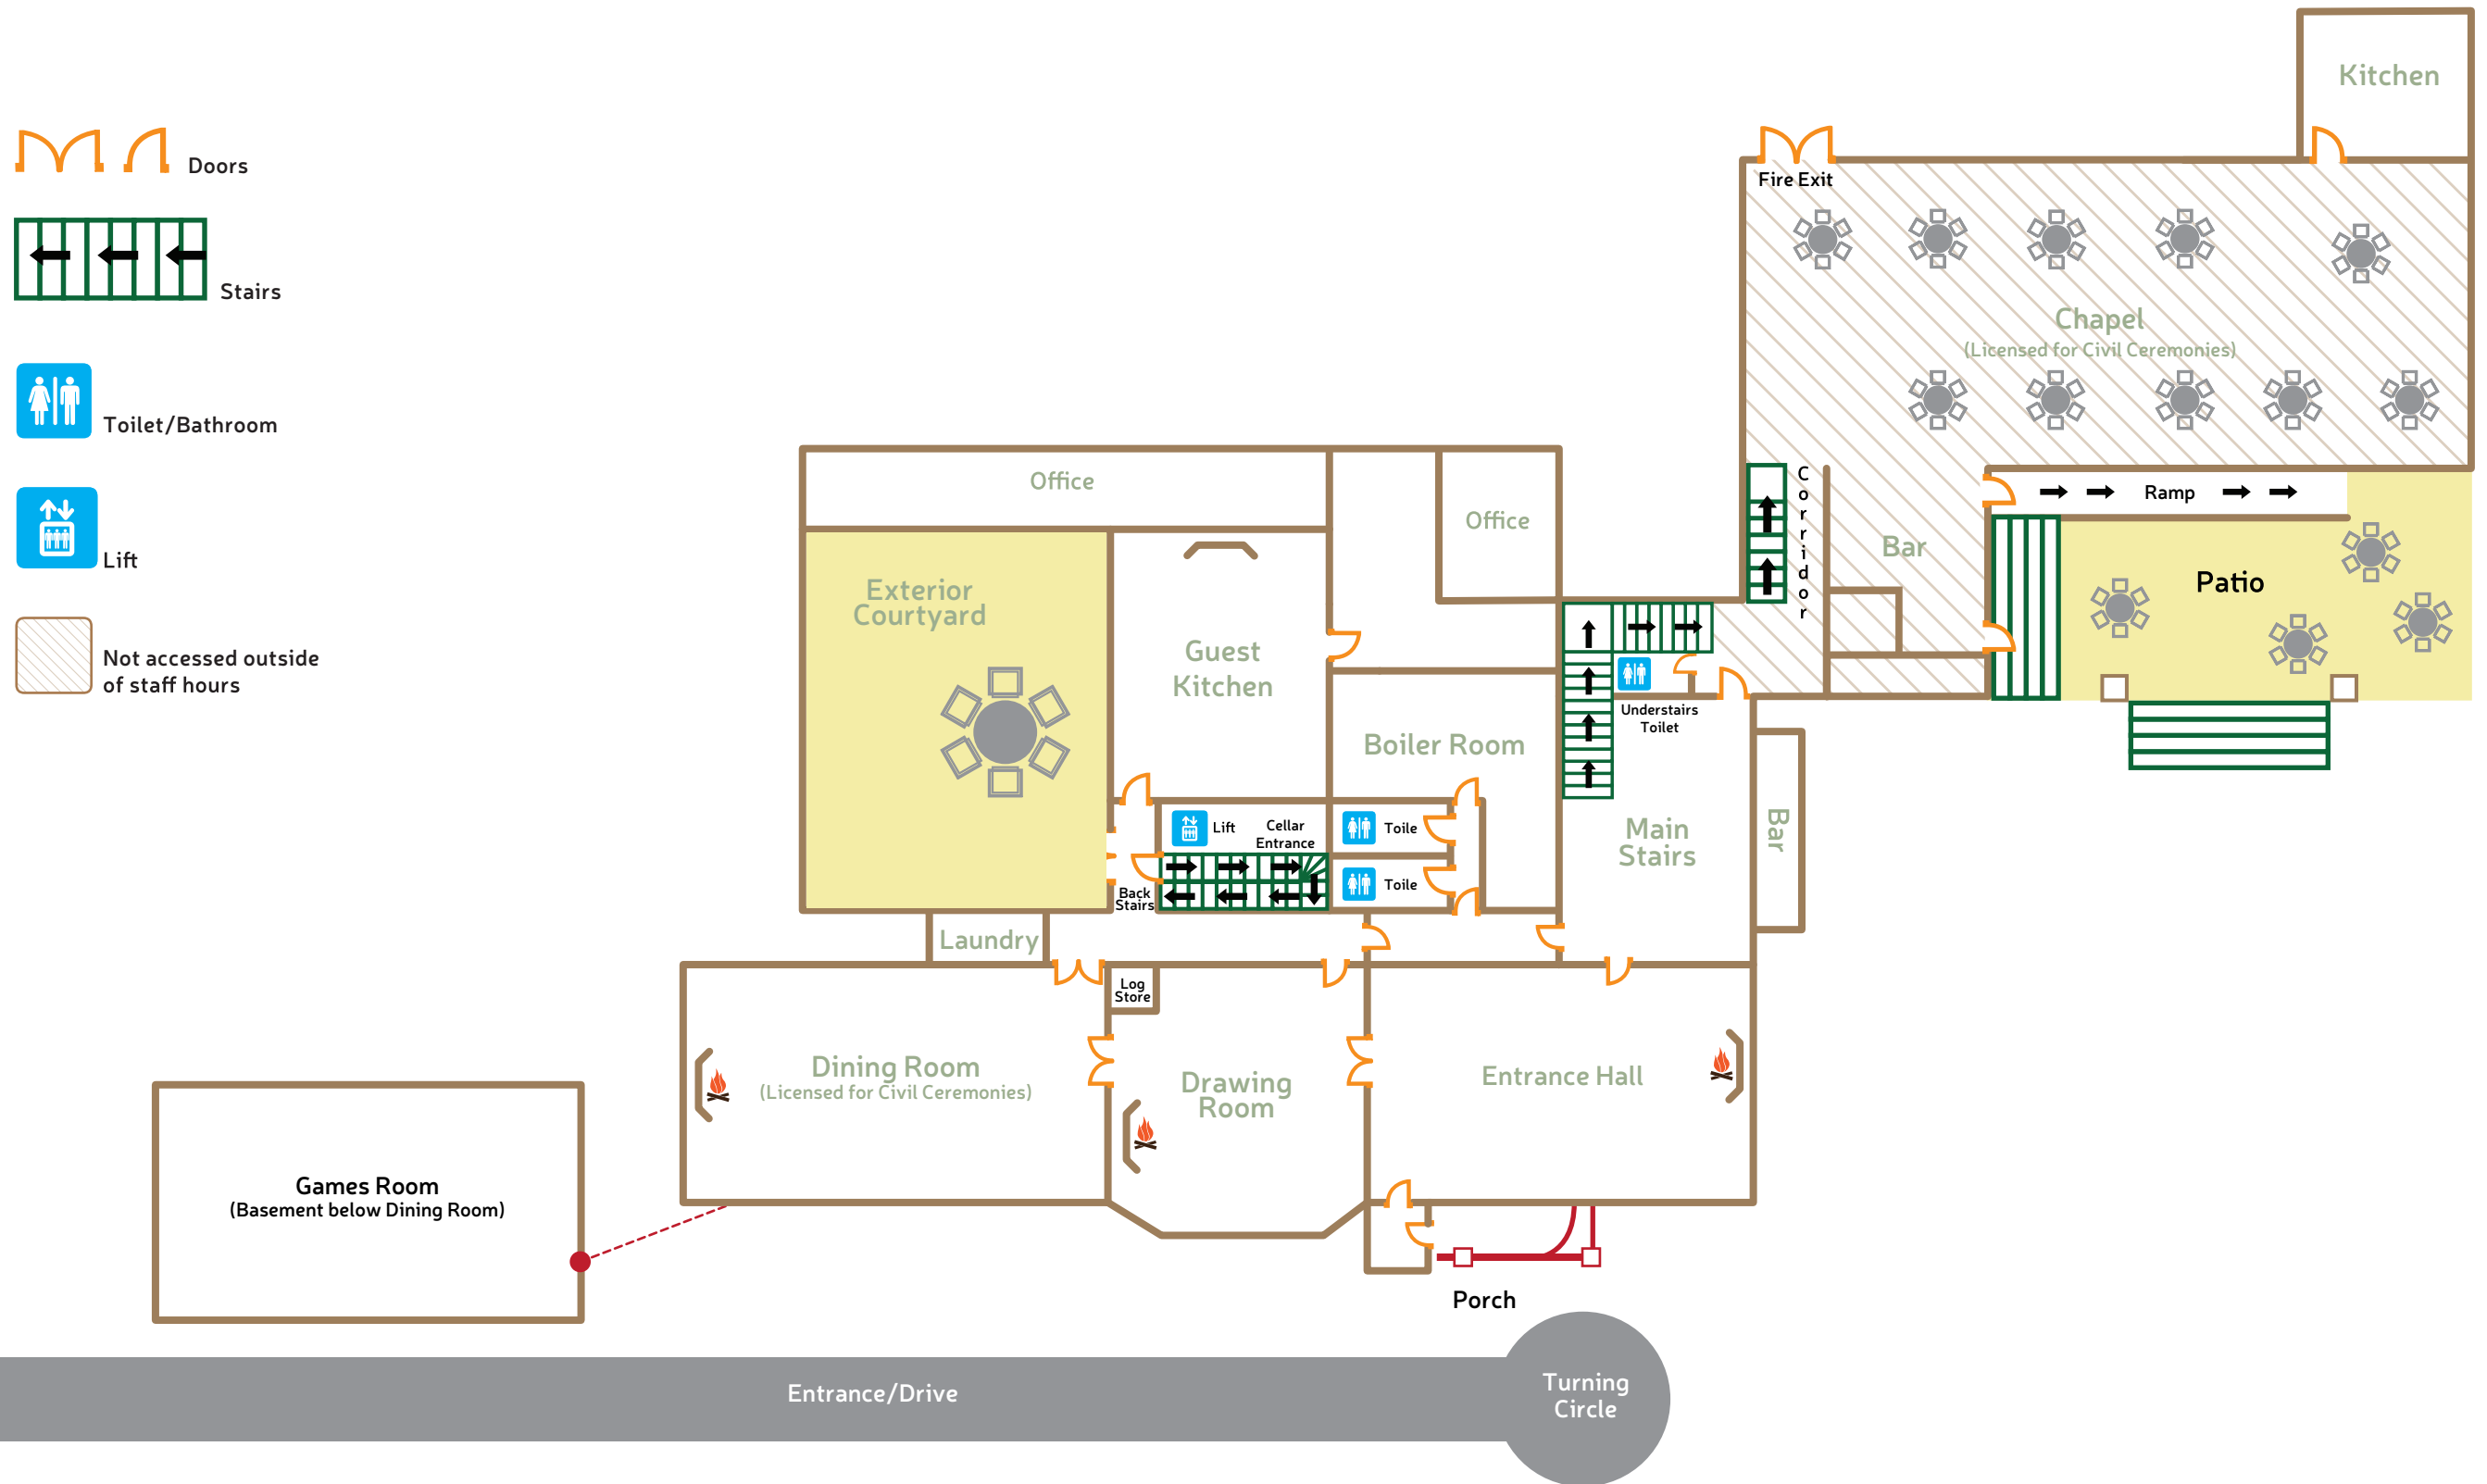 Kitchen
Doors
Fire Exit
Stairs
Chapel
(Licensed for Civil Ceremonies)
Toilet/Bathroom
Office
Corridor
Ramp
Office
Bar
Lift
Exterior
Courtyard
Patio
Guest
Kitchen
Not accessed outside
of staff hours
Understairs
Toilet
Boiler Room
Main
Stairs
Bar
Lift
Cellar
Entrance
Toile
Toile
Back
Stairs
Laundry
Log
Store
Dining Room
(Licensed for Civil Ceremonies)
Drawing
Room
Entrance Hall
Games Room
(Basement below Dining Room)
Porch
Entrance/Drive
Turning
Circle